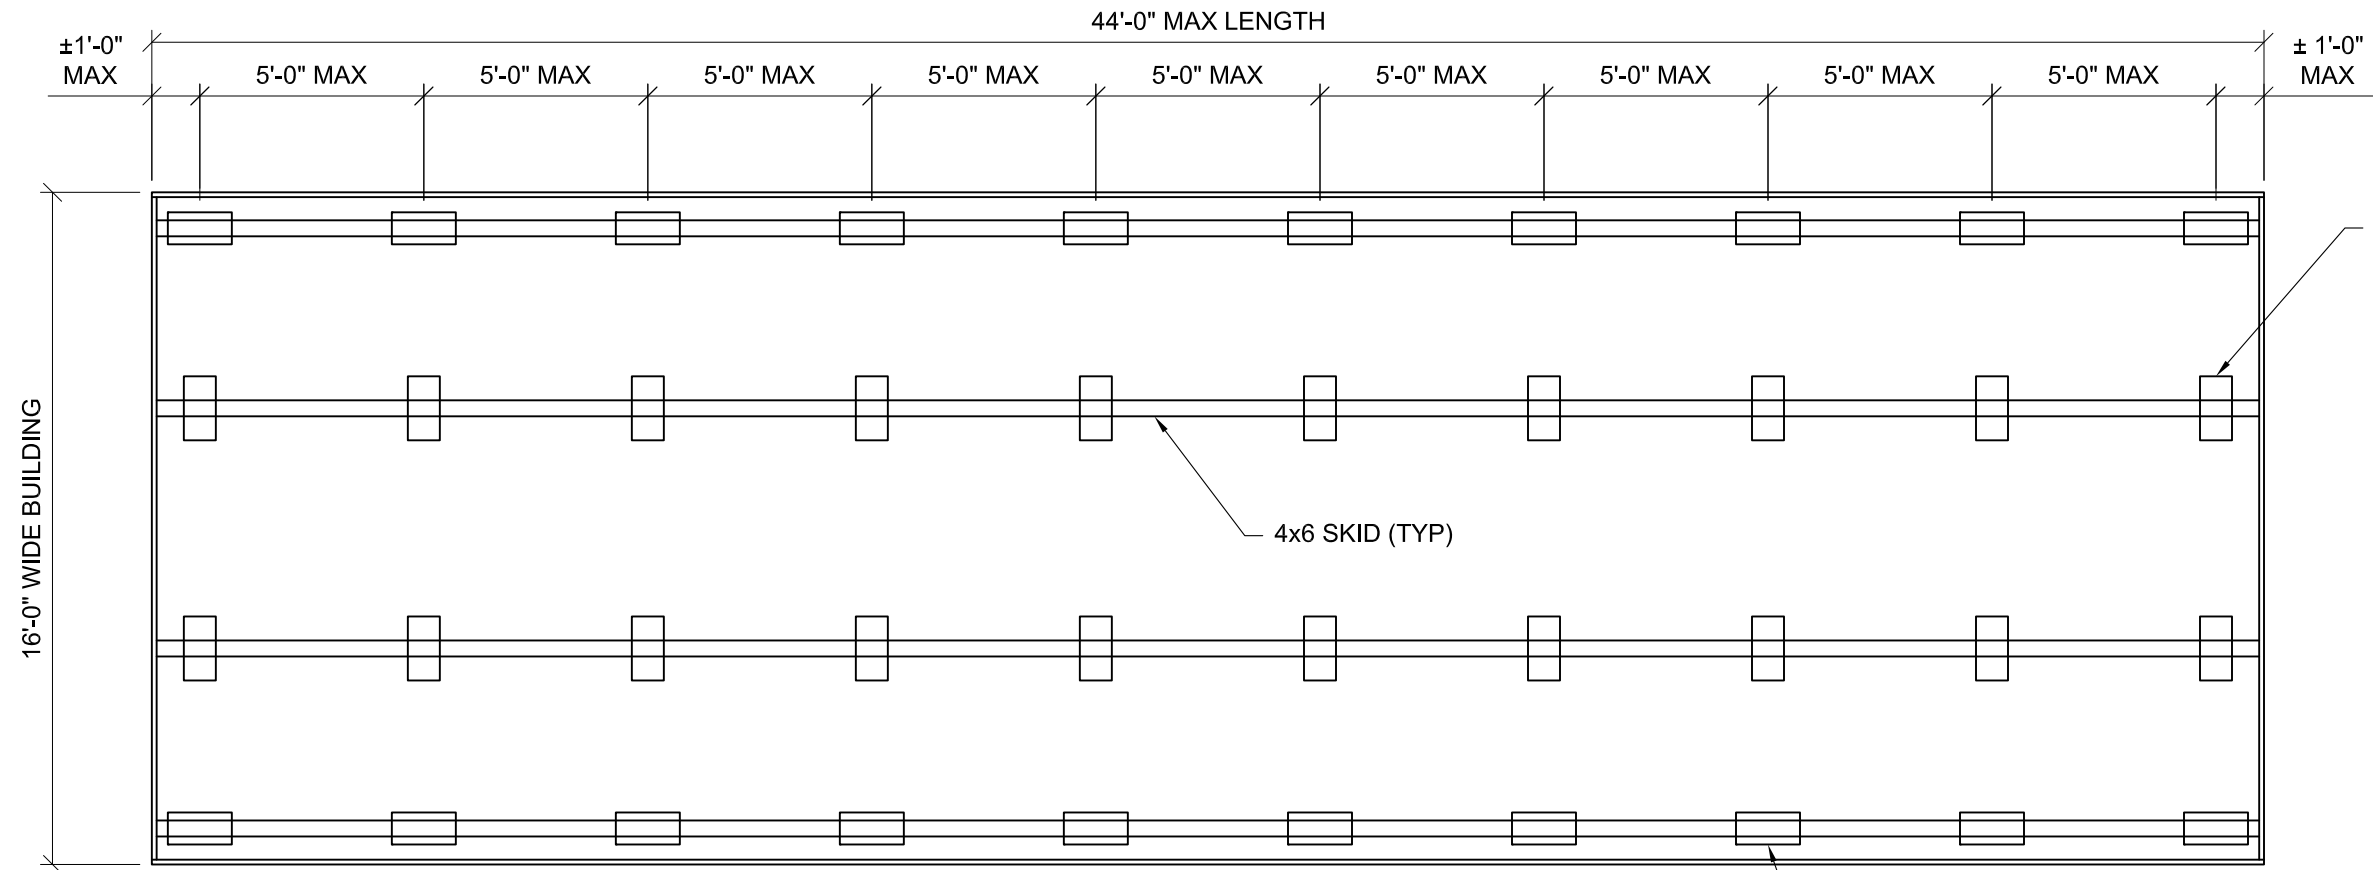 44'-0" MAX LENGTH
±1'-0"
MAX
5'-0" MAX
5'-0" MAX
5'-0" MAX
5'-0" MAX
5'-0" MAX
5'-0" MAX
5'-0" MAX
5'-0" MAX
5'-0" MAX
± 1'-0"
MAX
16'-0" WIDE BUILDING
4x6 SKID (TYP)